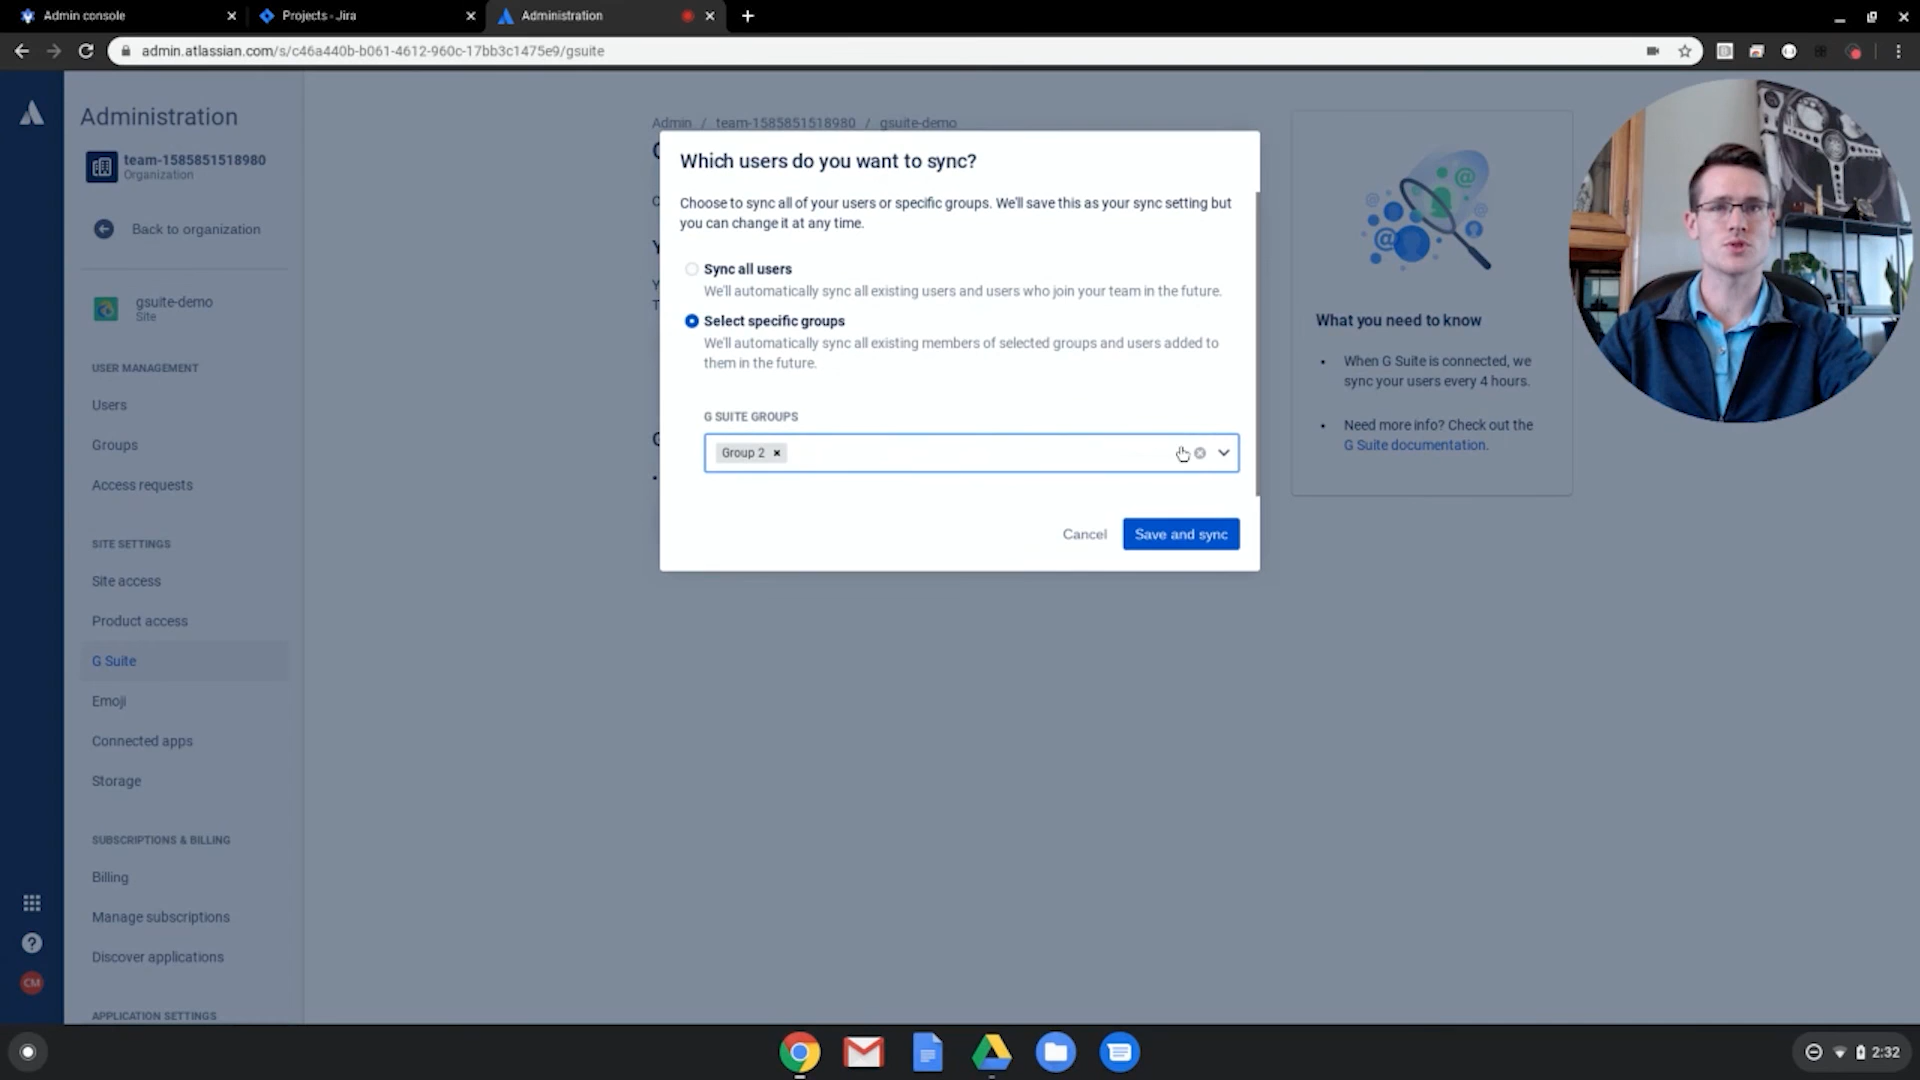 Admin console
Projects - Jira
Administration
admin.atlassian.com/s/c46a440b-b061-4612-960c-17bb3c1475e9/gsuite
Administration
team-1585851518980
Organization
Back to organization
gsuite-demo
Site
USER MANAGEMENT
Users
Groups
Access requests
SITE SETTINGS
Site access
Product access
G Suite
Emoji
Connected apps
Storage
SUBSCRIPTIONS & BILLING
Billing
Manage subscriptions
Discover applications
APPLICATION SETTINGS
CM
Admin / team-1585851518980 / gsuite-demo
Which users do you want to sync?
Choose to sync all of your users or specific groups. We'll save this as your sync setting but
you can change it at any time.
Sync all users
We'll automatically sync all existing users and users who join your team in the future.
Select specific groups
We'll automatically sync all existing members of selected groups and users added to
them in the future.
G SUITE GROUPS
Group 2
Cancel
Save and sync
What you need to know
When G Suite is connected, we
sync your users every 4 hours.
Need more info? Check out the
G Suite documentation.
2:32